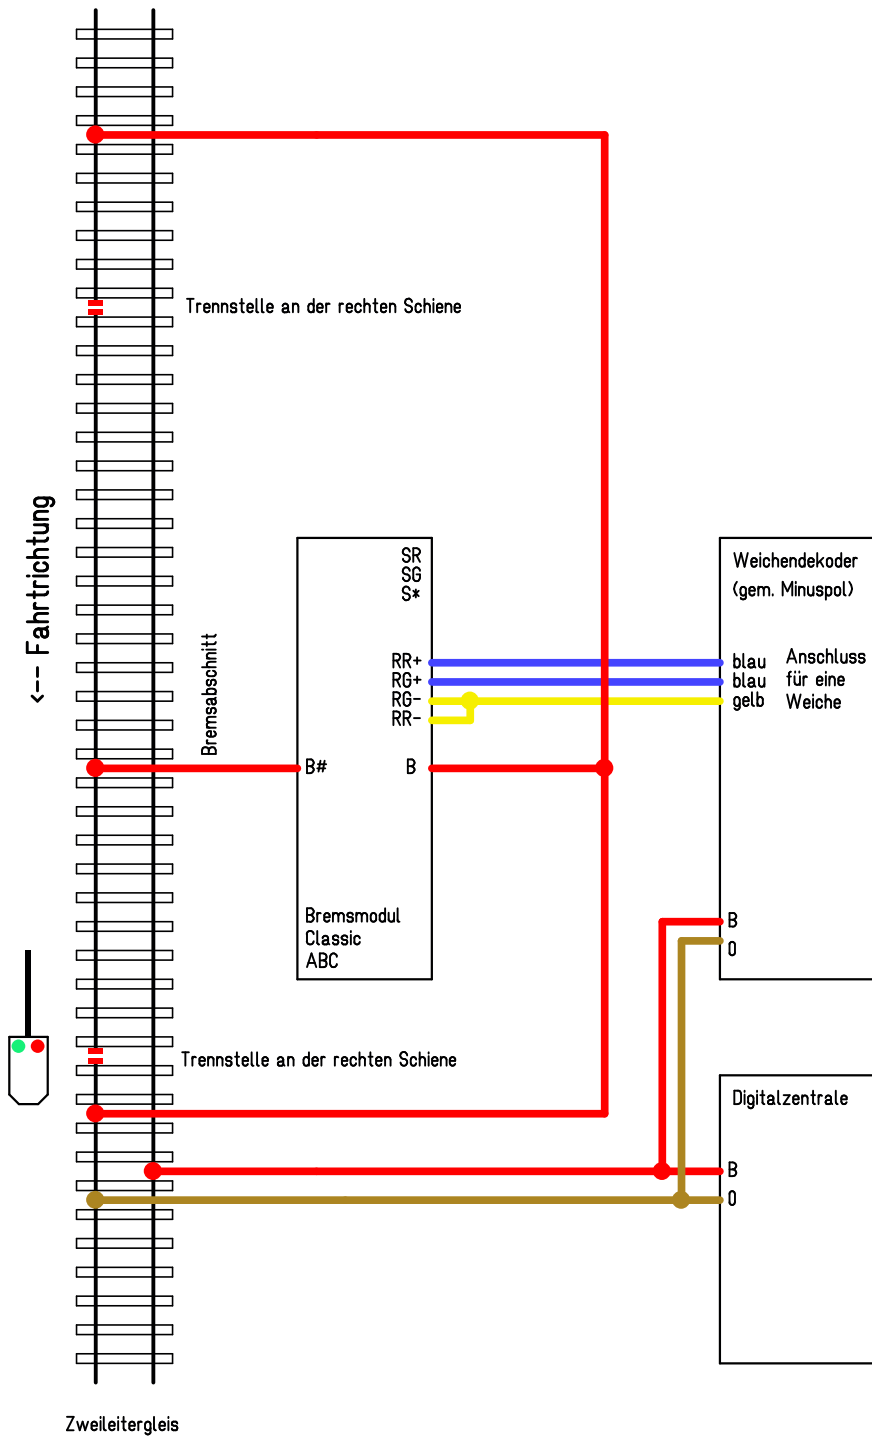 Trennstelle an der rechten Schiene
<-- Fahrtrichtung
Bremsabschnitt
SR
SG
S*
RR+
RG+
RG-
RR-
B#
B
Bremsmodul
Classic
ABC
Weichendekoder
(gem. Minuspol)
blau
blau
gelb
Anschluss
für eine
Weiche
B
0
Trennstelle an der rechten Schiene
Digitalzentrale
B
0
Zweileitergleis